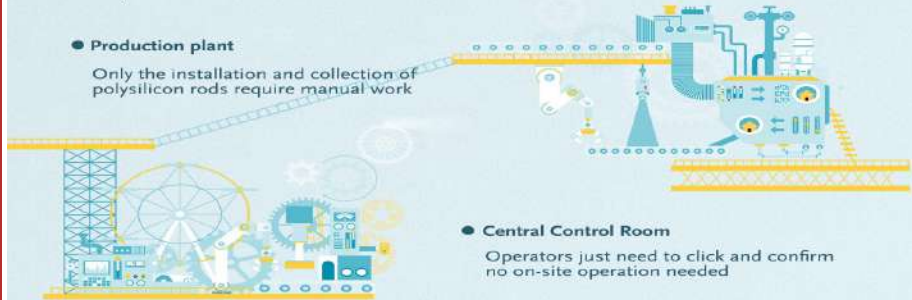 Production plant
Only the installation and collection of
polysilicon rods require manual work
Central Control Room
Operators just need to click and confirm
no on-site operation needed